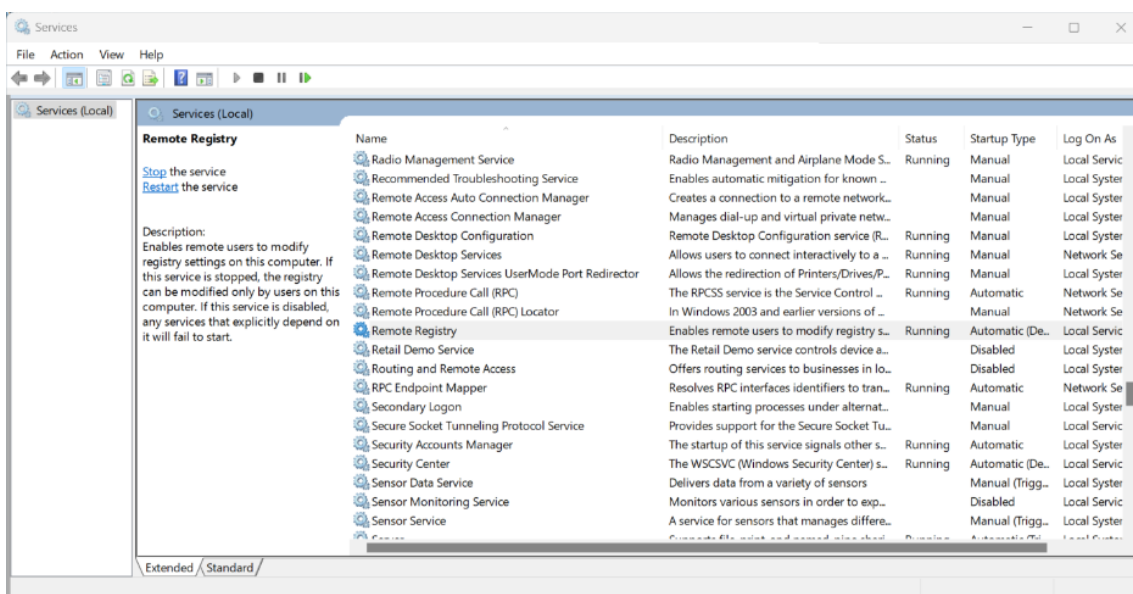 Services
File Action View Help
Services (Local)
Services (Local)
Remote Registry
Stop the service
Restart the service
Description:
Enables remote users to modify
registry settings on this computer. If
this service is stopped, the registry
can be modified only by users on this
computer. If this service is disabled,
any services that explicitly depend on
it will fail to start.
Name Description Status Startup Type Log On As
Radio Management Service Radio Management and Airplane Mode S... Running Manual Local Servic
Recommended Troubleshooting Service Enables automatic mitigation for known ... Manual Local System
Remote Access Auto Connection Manager Creates a connection to a remote network... Manual Local System
Remote Access Connection Manager Manages dial-up and virtual private netw... Manual Local System
Remote Desktop Configuration Remote Desktop Configuration service (R... Running Manual Local System
Remote Desktop Services Allows users to connect interactively to a ... Running Manual Network Se
Remote Desktop Services UserMode Port Redirector Allows the redirection of Printers/Drives/P... Running Manual Local System
Remote Procedure Call (RPC) The RPCSS service is the Service Control ... Running Automatic Network Se
Remote Procedure Call (RPC) Locator In Windows 2003 and earlier versions of ... Manual Network Se
Remote Registry Enables remote users to modify registry s... Running Automatic (De... Local Servic
Retail Demo Service The Retail Demo service controls device a... Disabled Local System
Routing and Remote Access Offers routing services to businesses in lo... Disabled Local System
RPC Endpoint Mapper Resolves RPC interfaces identifiers to tran... Running Automatic Network Se
Secondary Logon Enables starting processes under alternat... Manual Local System
Secure Socket Tunneling Protocol Service Provides support for the Secure Socket Tu... Manual Local Servic
Security Accounts Manager The startup of this service signals other s... Running Automatic Local System
Security Center The WSCSVC (Windows Security Center) s... Running Automatic (De... Local Servic
Sensor Data Service Delivers data from a variety of sensors Manual (Trigg... Local System
Sensor Monitoring Service Monitors various sensors in order to exp... Disabled Local Servic
Sensor Service A service for sensors that manages differe... Manual (Trigg... Local System
Extended Standard